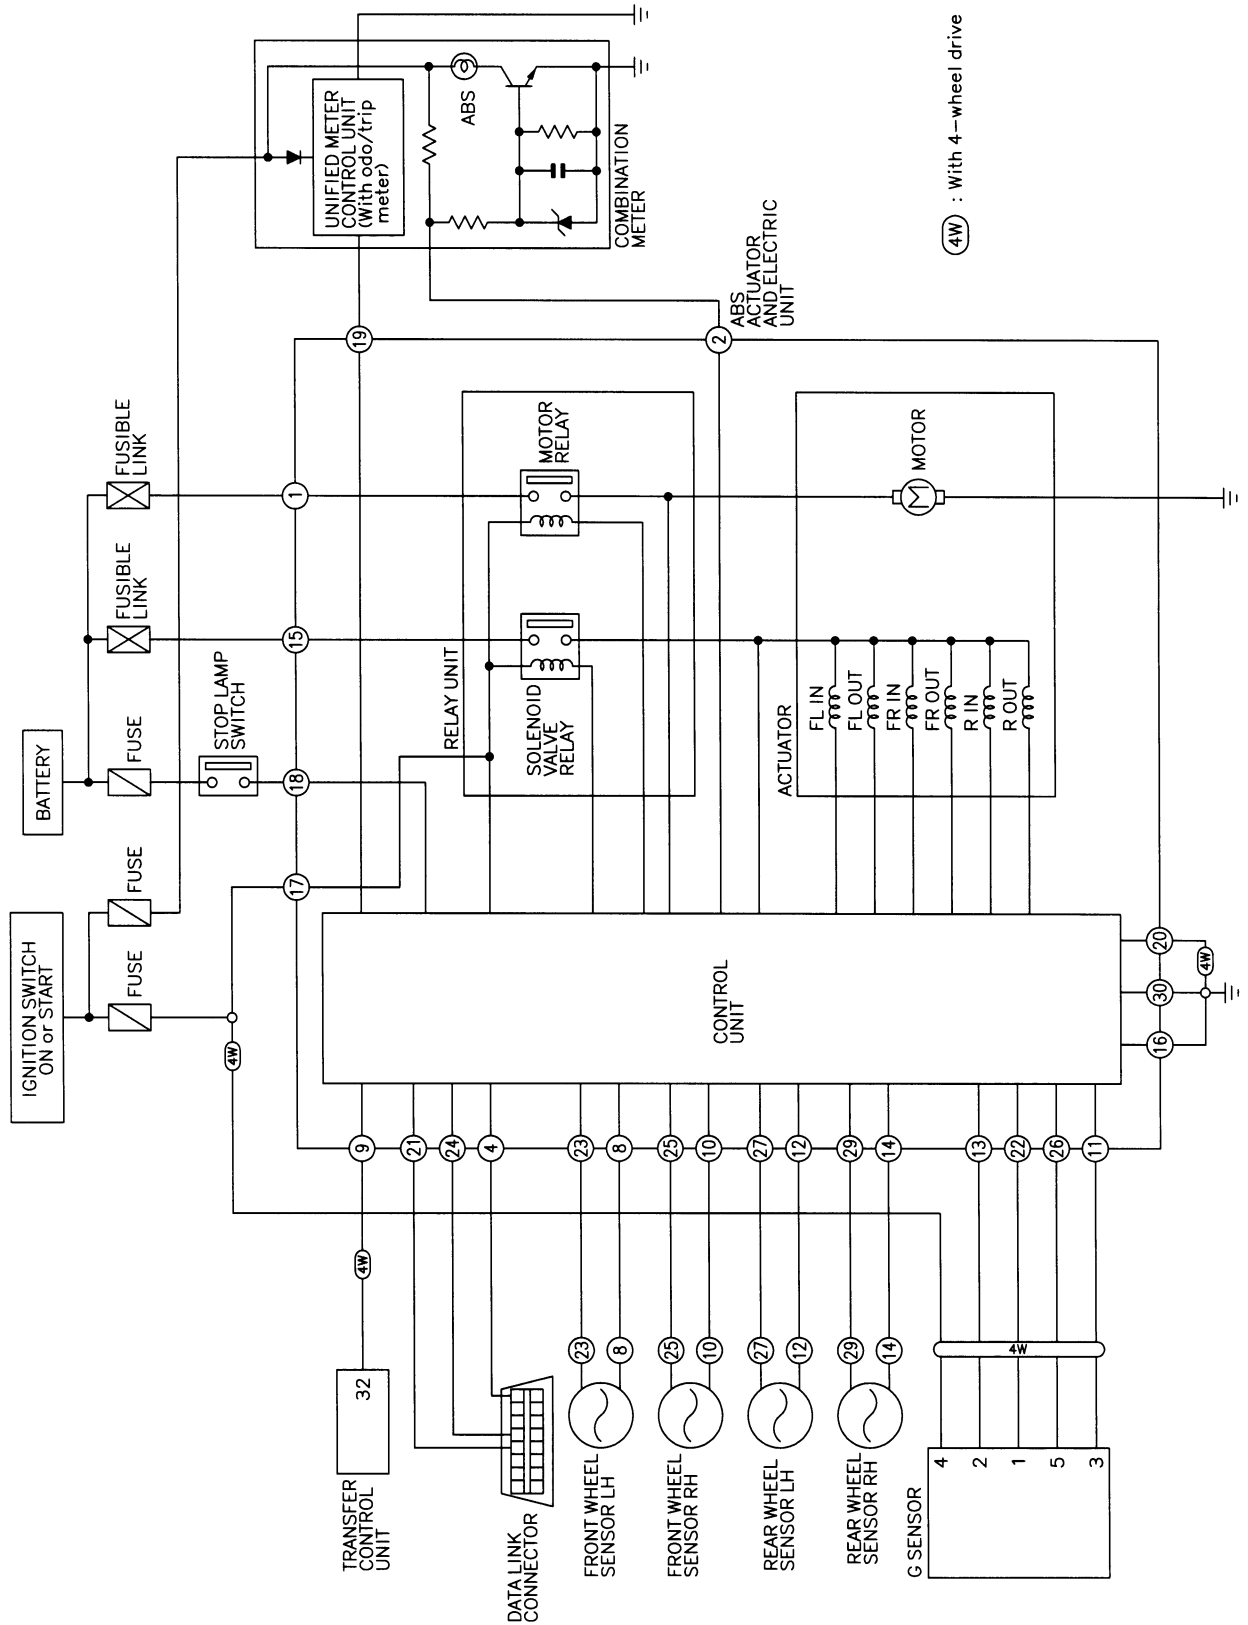 IGNITION SWITCH
ON or START
BATTERY
FUSE
FUSE
FUSE
STOP LAMP
SWITCH
FUSIBLE
LINK
FUSIBLE
LINK
4W
17
18
15
1
19
UNIFIED METER
CONTROL UNIT
(With odo/trip
meter)
ABS
COMBINATION
METER
TRANSFER
CONTROL
UNIT
32
4W
9
DATA LINK
CONNECTOR
21
24
4
FRONT WHEEL
SENSOR LH
23
8
23
8
FRONT WHEEL
SENSOR RH
25
10
25
10
REAR WHEEL
SENSOR LH
27
12
27
12
REAR WHEEL
SENSOR RH
29
14
29
14
G SENSOR
4
2
1
5
3
4W
13
22
26
11
CONTROL
UNIT
RELAY UNIT
SOLENOID
VALVE
RELAY
MOTOR
RELAY
2
ABS
ACTUATOR
AND ELECTRIC
UNIT
ACTUATOR
FL IN
FL OUT
FR IN
FR OUT
R IN
R OUT
MOTOR
M
16
30
20
4W
4W : With 4-wheel drive